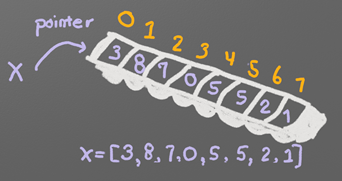 pointer
0 1 2 3 4 5 6 7
X 3 8 7 0 5 5 2 1
x=[3,8,7,0,5,5,2,1]